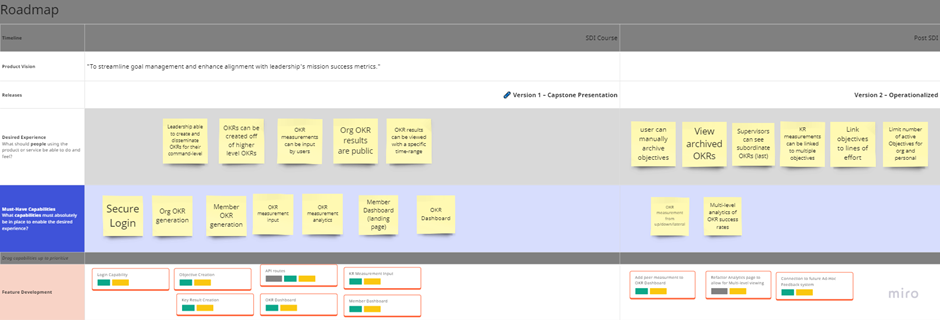 Roadmap
Timeline
SDI Course
Post SDI
Product Vision
"To streamline goal management and enhance alignment with leadership's mission success metrics."
Releases
Version 1 – Capstone Presentation
Version 2 – Operationalized
Desired Experience
What should people using the
product or service be able to do and
feel?
Leadership able
to create and
disseminate
OKRs for their
command-level
OKRs can be
created off
of higher
level OKRs
OKR
measurements
can be input
by users
Org OKR
results
are public
OKR results
can be viewed
with a specific
time-range
user can
manually
archive
objectives
View
archived
OKRs
Supervisors
can see
subordinate
OKRs (last)
KR
measurements
can be linked
to multiple
objectives
Link
objectives
to lines of
effort
Limit number of
active
Objectives for
org and
personal
Must-Have Capabilities
What capabilities must absolutely
be in place to enable the desired
experience?
Secure
Login
Org OKR
generation
Member
OKR
generation
OKR
measurement
input
OKR
measurement
analytics
Member
Dashboard
(landing
page)
OKR
Dashboard
OKR
measurement
from
Multi-level
analytics of
OKR success
rates
Drag capabilities up to prioritize
Feature Development
Login Capability
Objective Creation
API routes
KR Measurement Input
Key Result Creation
OKR Dashboard
Member Dashboard
Add peer measurement to
OKR Dashboard
Refactor Analytics page to
allow for Multi-level viewing
Connection to future Ad-Hoc
Feedback system
miro